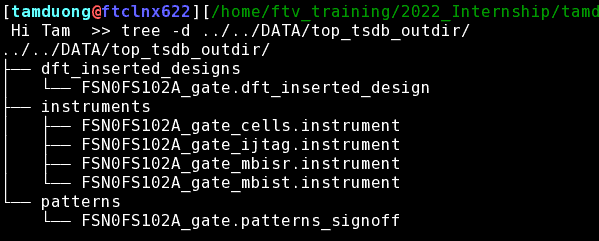 [tamduong@ftclnx622][/home/ftv_training/2022_Internship/tamd
Hi Tam >> tree -d ../../DATA/top_tsdb_outdir/
../../DATA/top_tsdb_outdir/
├── dft_inserted_designs
│   └── FSN0FS102A_gate.dft_inserted_design
├── instruments
│   ├── FSN0FS102A_gate_cells.instrument
│   ├── FSN0FS102A_gate_ijtag.instrument
│   ├── FSN0FS102A_gate_mbisr.instrument
│   └── FSN0FS102A_gate_mbist.instrument
└── patterns
    └── FSN0FS102A_gate.patterns_signoff